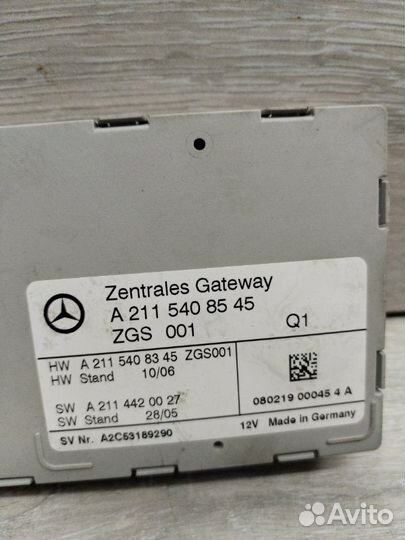 Zentrales Gateway
A 211 540 85 45
ZGS 001 Q1
HW A 211 540 83 45 ZGS001
HW Stand 10/06
SW A 211 442 00 27
SW Stand 28/05
080219 00045 4 A
SV Nr. A2C53189290
12V Made in Germany
Avito